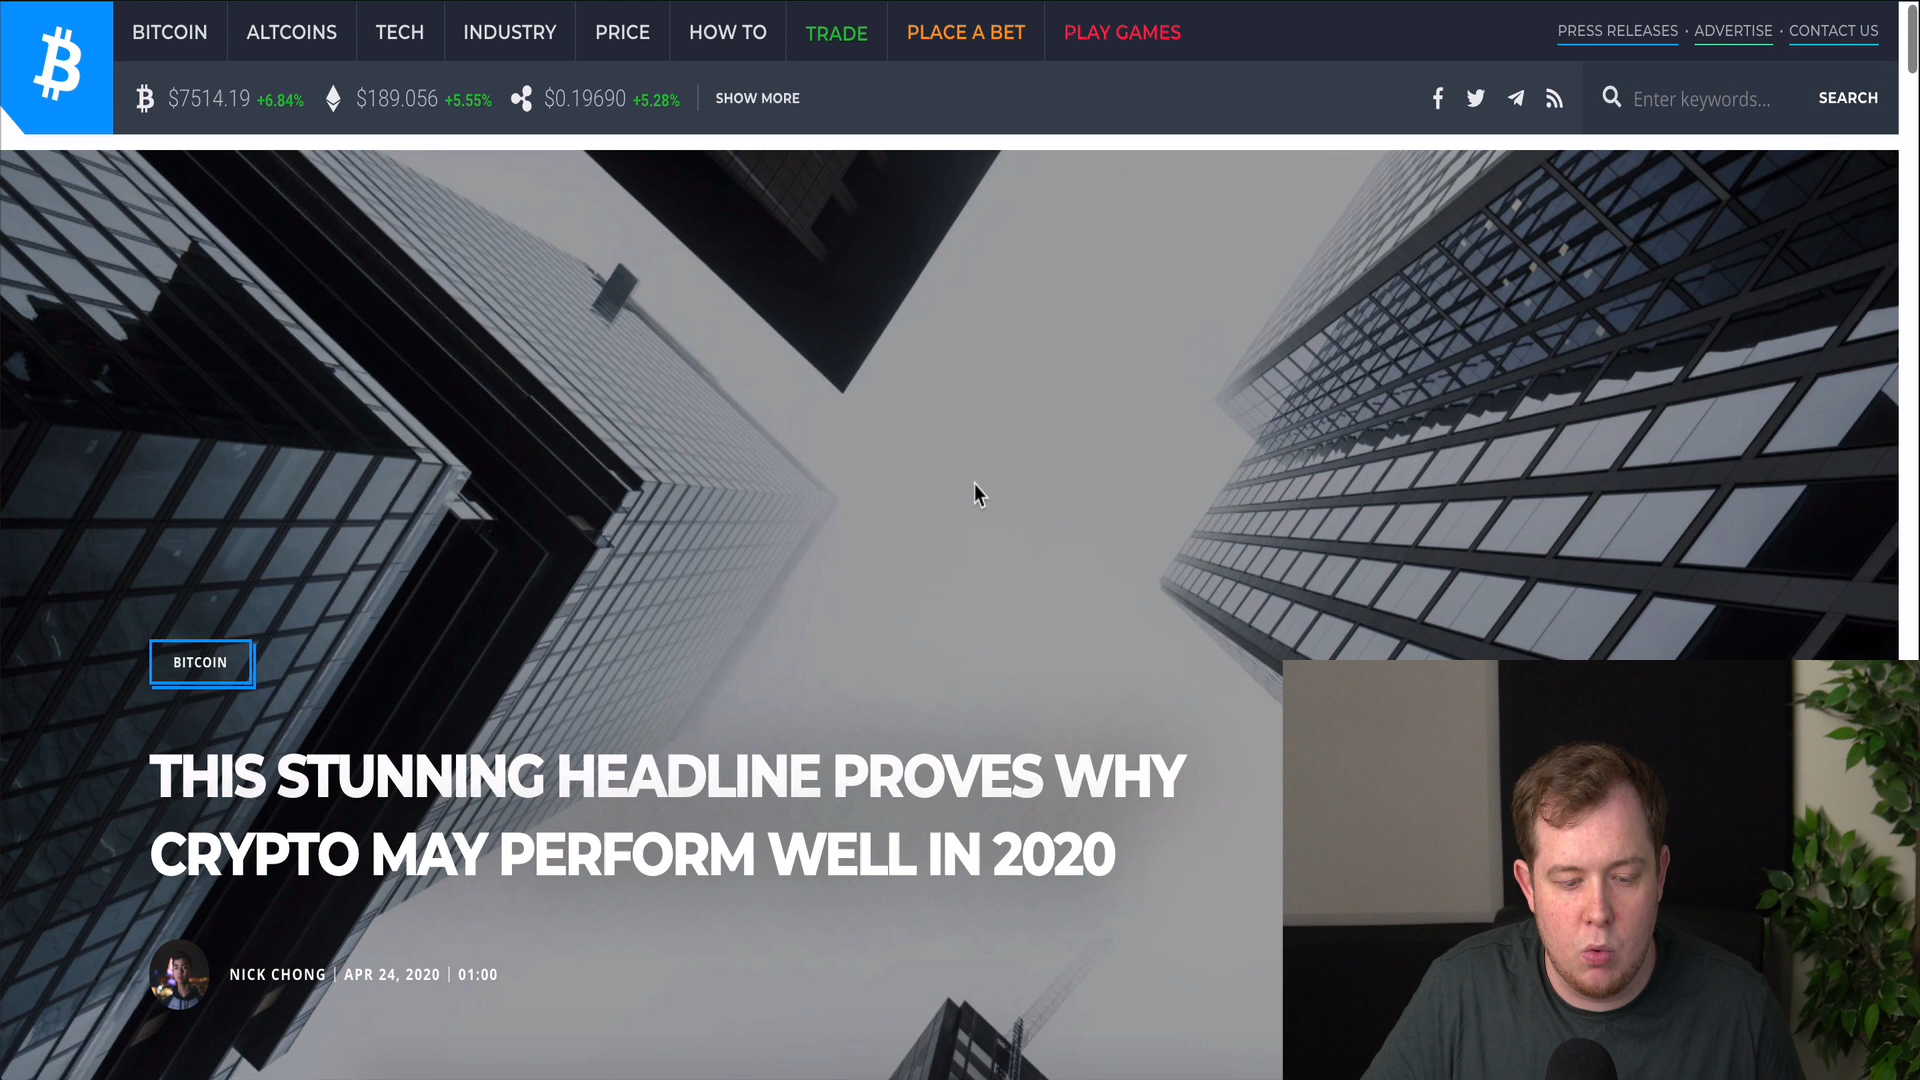 BITCOIN ALTCOINS TECH INDUSTRY PRICE HOW TO TRADE PLACE A BET PLAY GAMES PRESS RELEASES · ADVERTISE · CONTACT US
$7514.19 +6.84% $189.056 +5.55% $0.19690 +5.28% SHOW MORE Enter keywords... SEARCH
BITCOIN
THIS STUNNING HEADLINE PROVES WHY
CRYPTO MAY PERFORM WELL IN 2020
NICK CHONG | APR 24, 2020 | 01:00